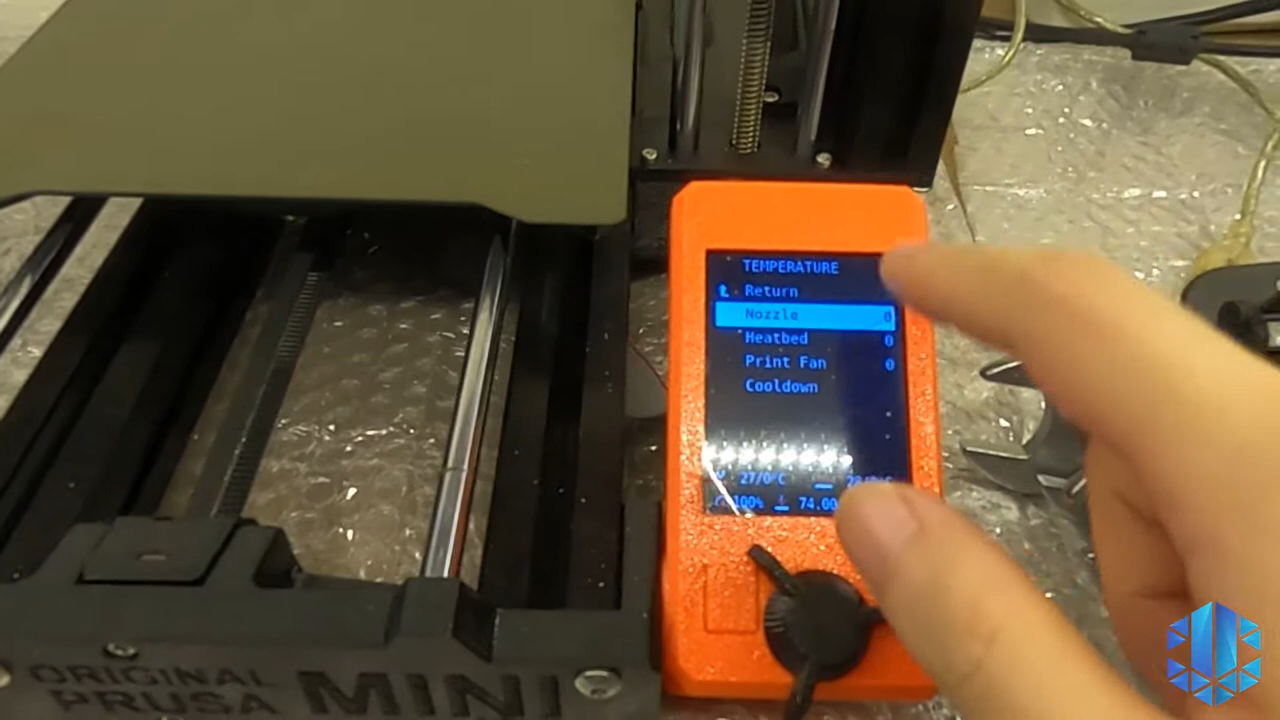 TEMPERATURE
Return
Nozzle 0
Heatbed 0
Print Fan 0
Cooldown
27/0°C
100% 74.00
ORIGINAL
PRUSA MINI